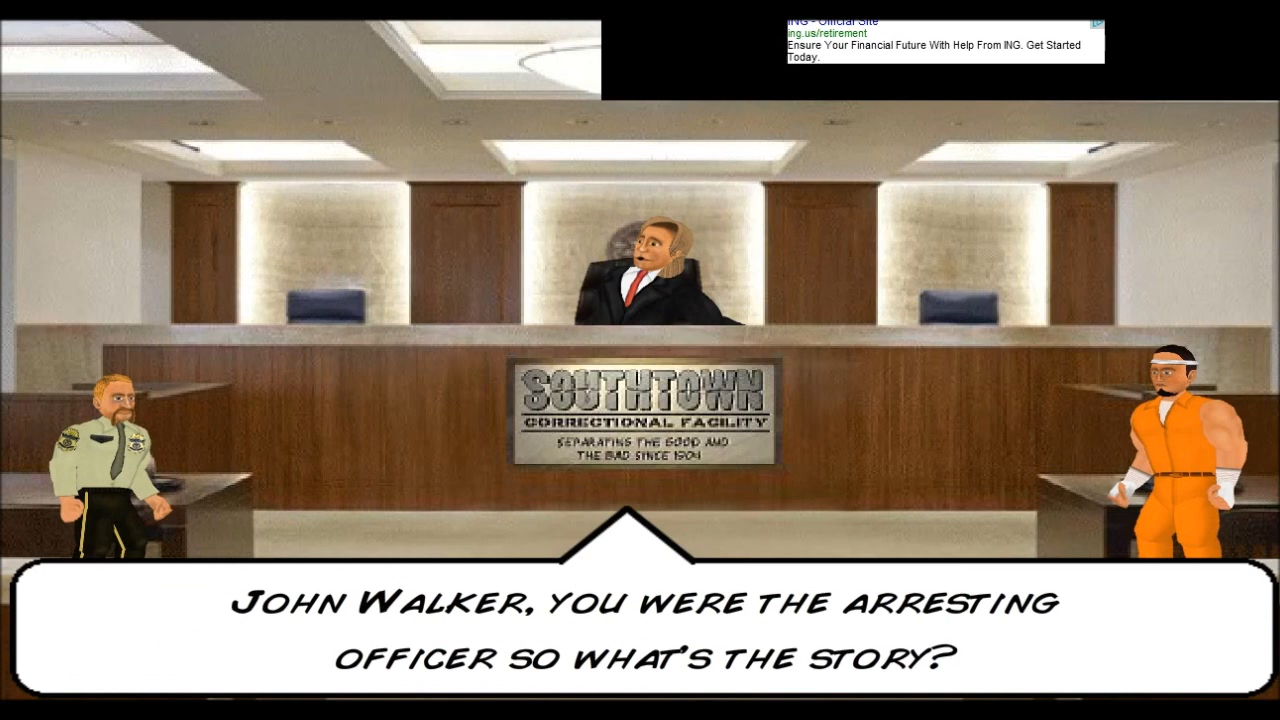 ING - Official Site
ing.us/retirement
Ensure Your Financial Future With Help From ING. Get Started
Today.
SOUTHTOWN
CORRECTIONAL FACILITY
SEPARATING THE GOOD AND
THE BAD SINCE 1904
JOHN WALKER, YOU WERE THE ARRESTING
OFFICER SO WHAT'S THE STORY?